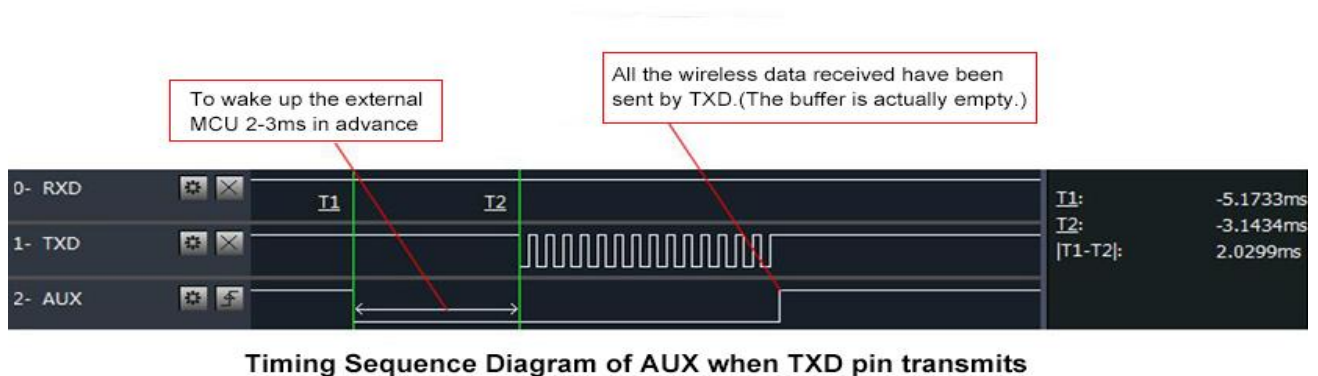 All the wireless data received have been
sent by TXD.(The buffer is actually empty.)
To wake up the external
MCU 2-3ms in advance
0- RXD
T1
T2
T1: -5.1733ms
T2: -3.1434ms
1- TXD
|T1-T2|: 2.0299ms
2- AUX
Timing Sequence Diagram of AUX when TXD pin transmits